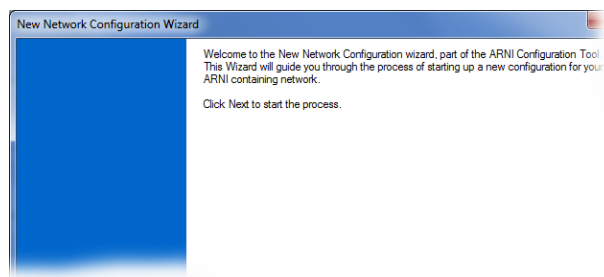 New Network Configuration Wizard
Welcome to the New Network Configuration wizard, part of the ARNI Configuration Tool.
This Wizard will guide you through the process of starting up a new configuration for your
ARNI containing network.
Click Next to start the process.